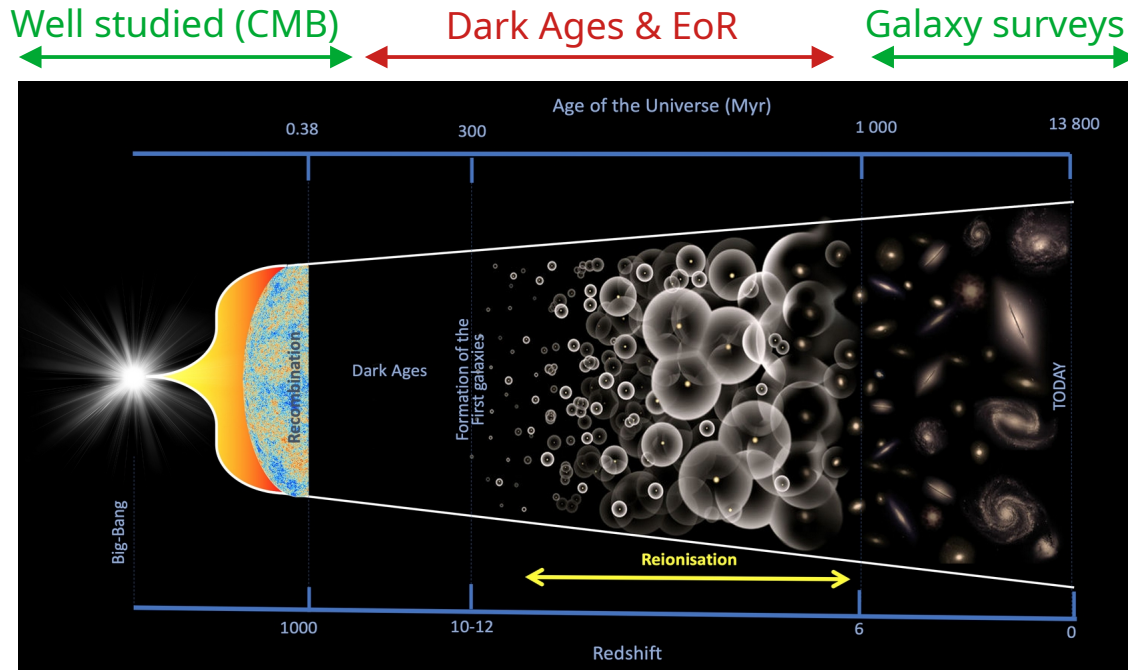 Well studied (CMB)
Dark Ages & EoR
Galaxy surveys
Age of the Universe (Myr)
0.38
300
1 000
13 800
Recombination
Dark Ages
Formation of the
First galaxies
TODAY
Big-Bang
Reionisation
1000
10-12
6
0
Redshift